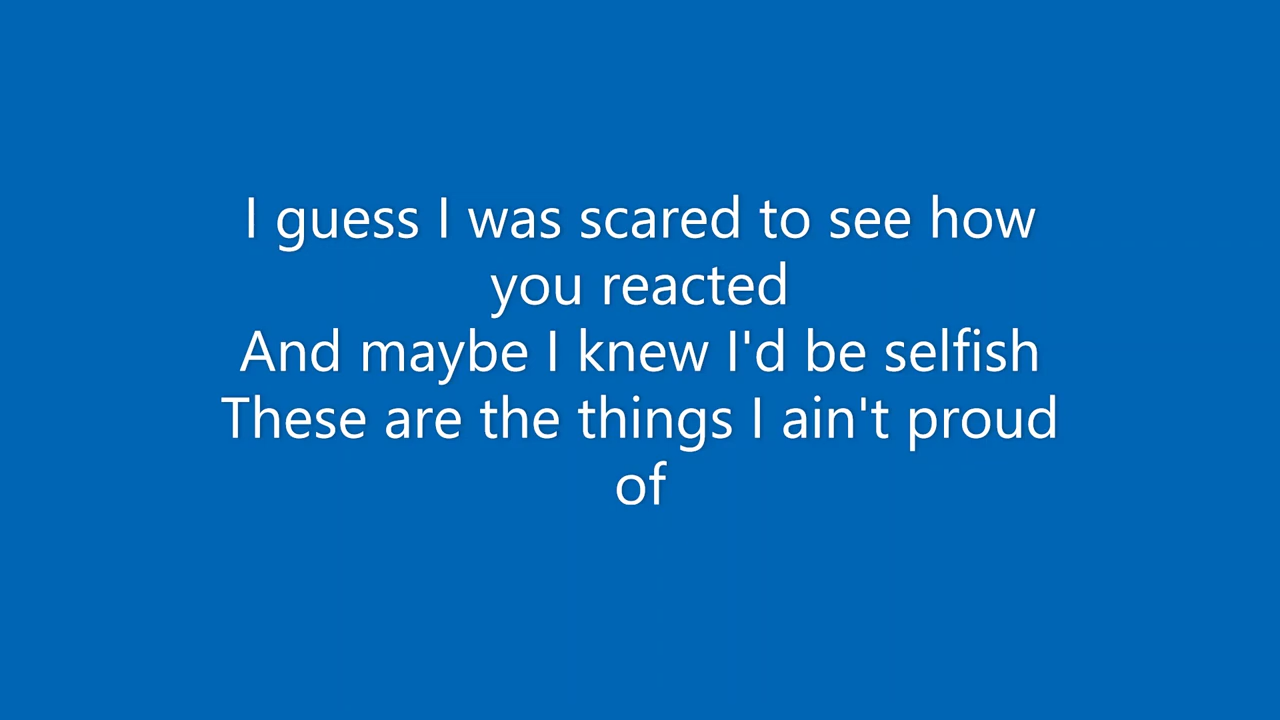 I guess I was scared to see how
you reacted
And maybe I knew I'd be selfish
These are the things I ain't proud
of